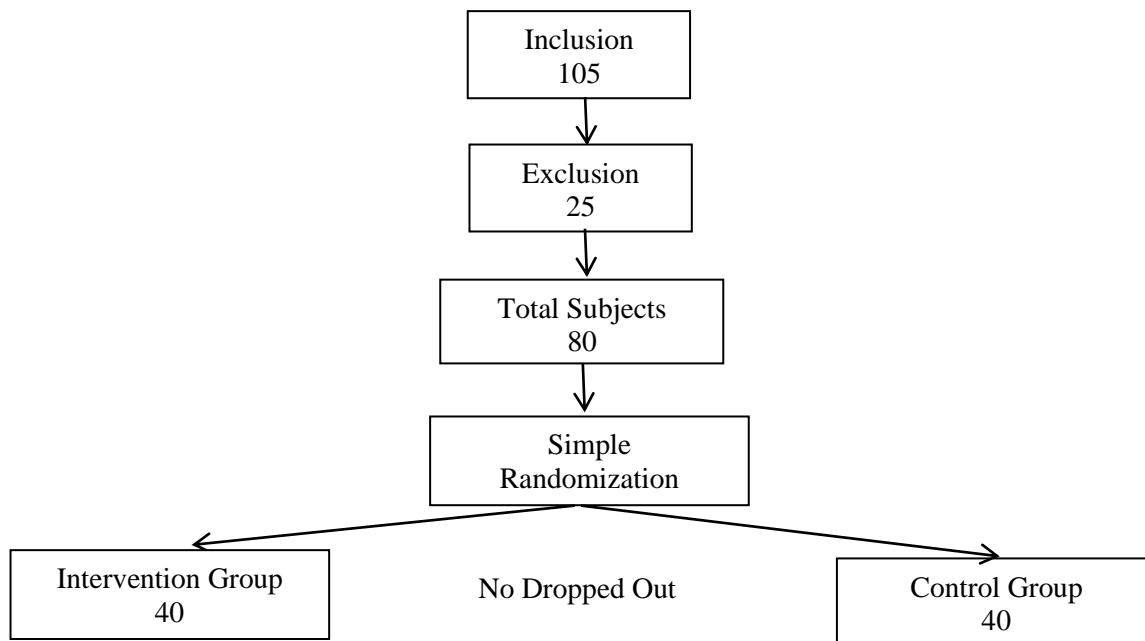 Inclusion
105
Exclusion
25
Total Subjects
80
Simple
Randomization
Intervention Group
40
No Dropped Out
Control Group
40